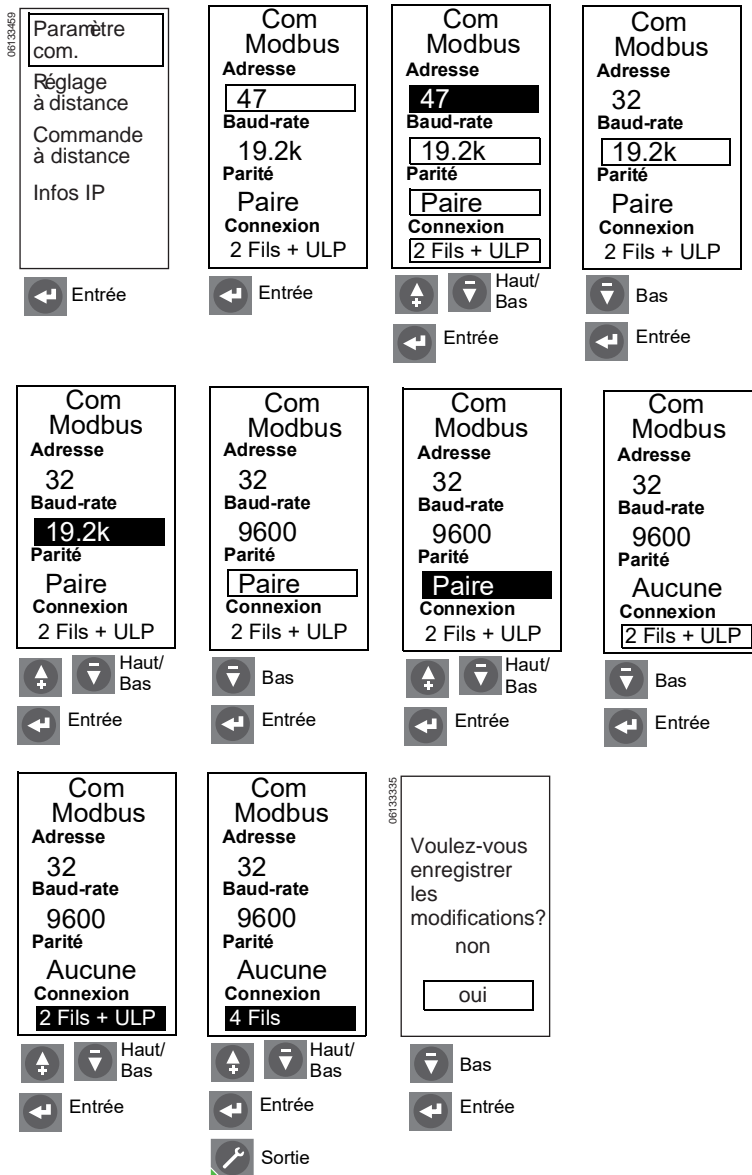 06133459
Paramètre
com.
Réglage
à distance
Commande
à distance
Infos IP
Entrée
Com
Modbus
Adresse
47
Baud-rate
19.2k
Parité
Paire
Connexion
2 Fils + ULP
Entrée
Com
Modbus
Adresse
47
Baud-rate
19.2k
Parité
Paire
Connexion
2 Fils + ULP
Haut/
Bas
Entrée
Com
Modbus
Adresse
32
Baud-rate
19.2k
Parité
Paire
Connexion
2 Fils + ULP
Bas
Entrée
Com
Modbus
Adresse
32
Baud-rate
19.2k
Parité
Paire
Connexion
2 Fils + ULP
Haut/
Bas
Entrée
Com
Modbus
Adresse
32
Baud-rate
9600
Parité
Paire
Connexion
2 Fils + ULP
Bas
Entrée
Com
Modbus
Adresse
32
Baud-rate
9600
Parité
Paire
Connexion
2 Fils + ULP
Haut/
Bas
Entrée
Com
Modbus
Adresse
32
Baud-rate
9600
Parité
Aucune
Connexion
2 Fils + ULP
Bas
Entrée
Com
Modbus
Adresse
32
Baud-rate
9600
Parité
Aucune
Connexion
2 Fils + ULP
Haut/
Bas
Entrée
Com
Modbus
Adresse
32
Baud-rate
9600
Parité
Aucune
Connexion
4 Fils
Haut/
Bas
Entrée
Sortie
06133335
Voulez-vous
enregistrer
les
modifications?
non
oui
Bas
Entrée